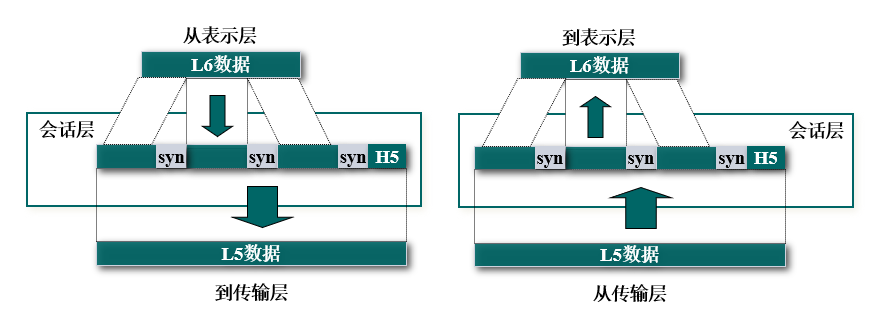 从表示层
L6数据
会话层
syn syn syn H5
L5数据
到传输层
到表示层
L6数据
会话层
syn syn syn H5
L5数据
从传输层